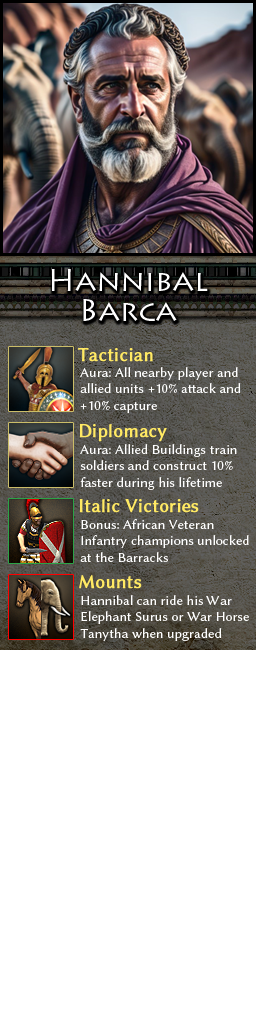 Hannibal
Barca
Tactician
Aura: All nearby player and
allied units +10% attack and
+10% capture
Diplomacy
Aura: Allied Buildings train
soldiers and construct 10%
faster during his lifetime
Italic Victories
Bonus: African Veteran
Infantry champions unlocked
at the Barracks
Mounts
Hannibal can ride his War
Elephant Surus or War Horse
Tanytha when upgraded